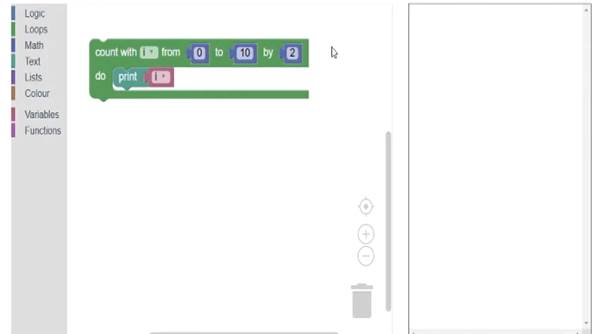 Logic
Loops
Math
Text
Lists
Colour
Variables
Functions
count with i from 0 to 10 by 2
do print i